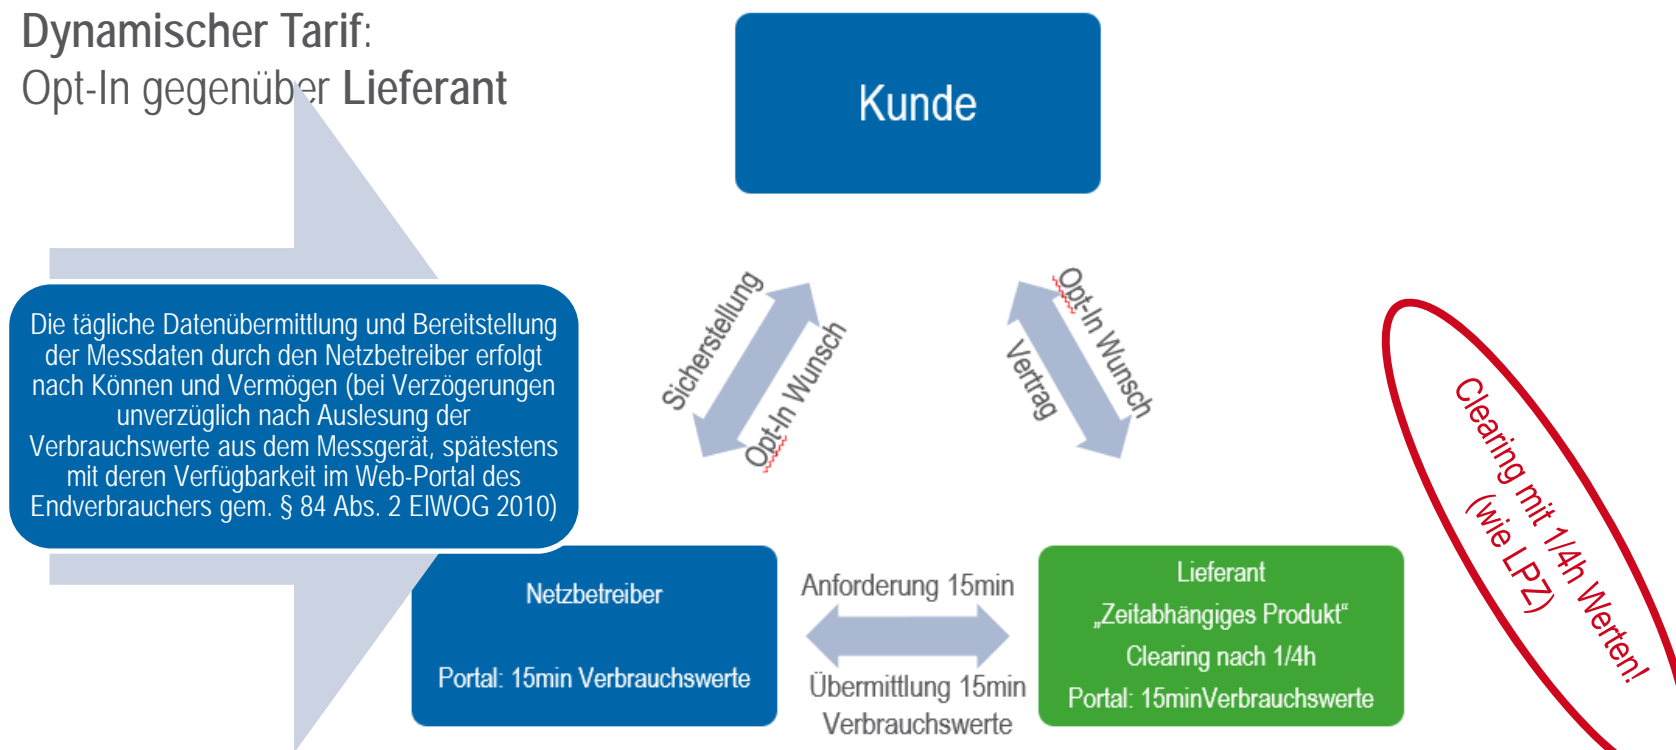 Dynamischer Tarif:
Opt-In gegenüber Lieferant
Kunde
Sicherstellung
Opt-In Wunsch
Opt-In Wunsch
Vertrag
Die tägliche Datenübermittlung und Bereitstellung
der Messdaten durch den Netzbetreiber erfolgt
nach Können und Vermögen (bei Verzögerungen
unverzüglich nach Auslesung der
Verbrauchswerte aus dem Messgerät, spätestens
mit deren Verfügbarkeit im Web-Portal des
Endverbrauchers gem. § 84 Abs. 2 ElWOG 2010)
Clearing mit 1/4h Werten!
(wie LPZ)
Netzbetreiber
Portal: 15min Verbrauchswerte
Anforderung 15min
Übermittlung 15min
Verbrauchswerte
Lieferant
„Zeitabhängiges Produkt“
Clearing nach 1/4h
Portal: 15minVerbrauchswerte